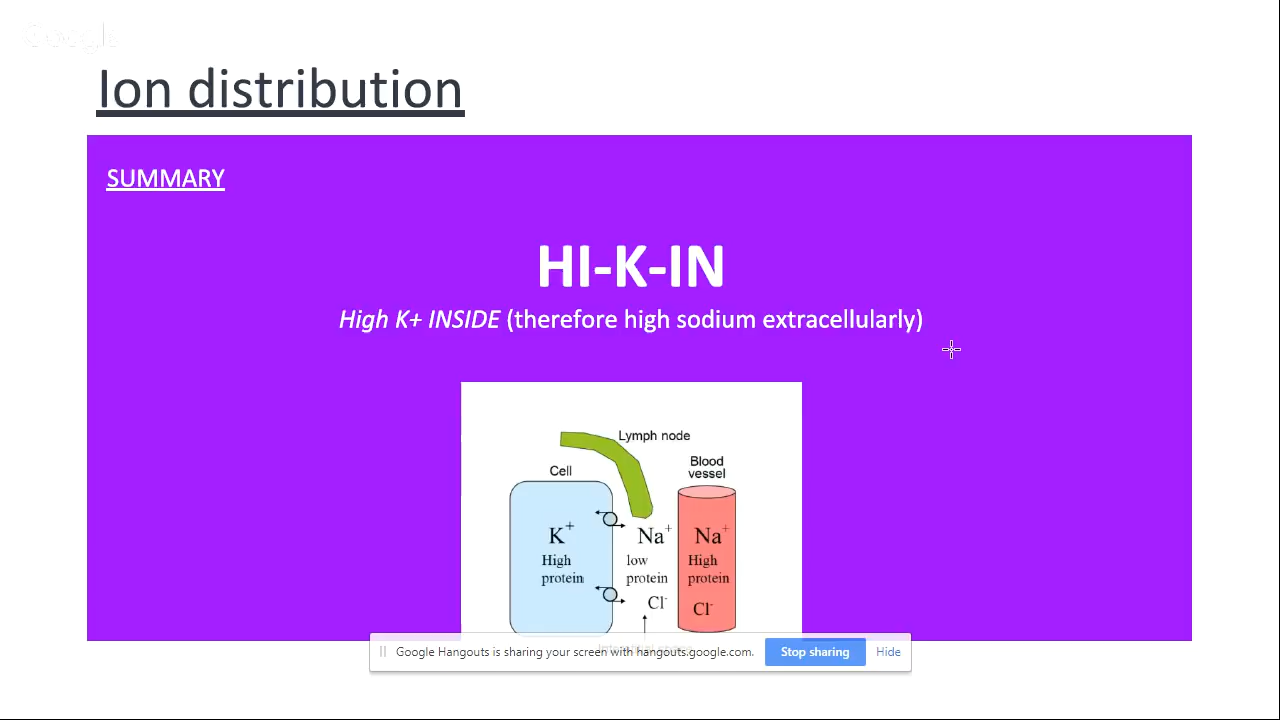 Google
Ion distribution
SUMMARY
HI-K-IN
High K+ INSIDE (therefore high sodium extracellularly)
Lymph node
Blood
vessel
Cell
K+
High
protein
Na+
low
protein
Cl-
Na+
High
protein
Cl-
Google Hangouts is sharing your screen with hangouts.google.com.
Stop sharing
Hide